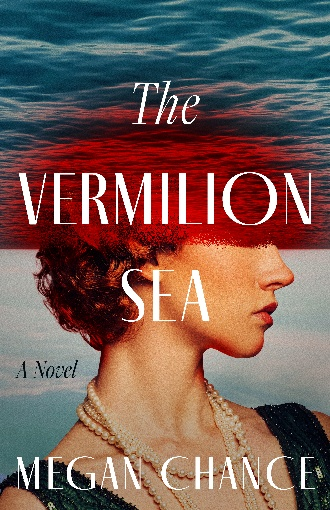 The
VERMILION
SEA
A Novel
MEGAN CHANCE